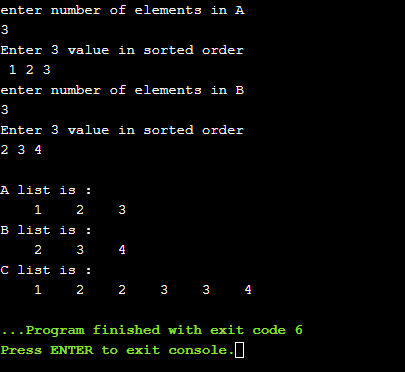 enter number of elements in A
3
Enter 3 value in sorted order
1 2 3
enter number of elements in B
3
Enter 3 value in sorted order
2 3 4
A list is :
1 2 3
B list is :
2 3 4
C list is :
1 2 2 3 3 4
...Program finished with exit code 6
Press ENTER to exit console.